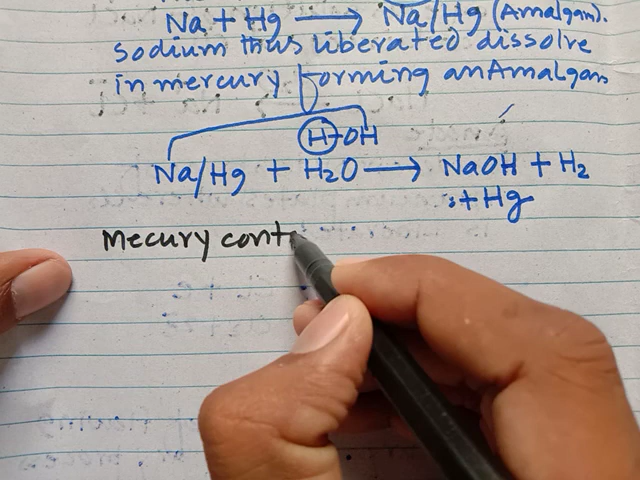 Na + Hg → Na/Hg (Amalgam).
sodium thus liberated dissolve
in mercury forming an Amalgam
H-OH
Na/Hg + H2O → NaOH + H2
+ Hg
Mecury cont